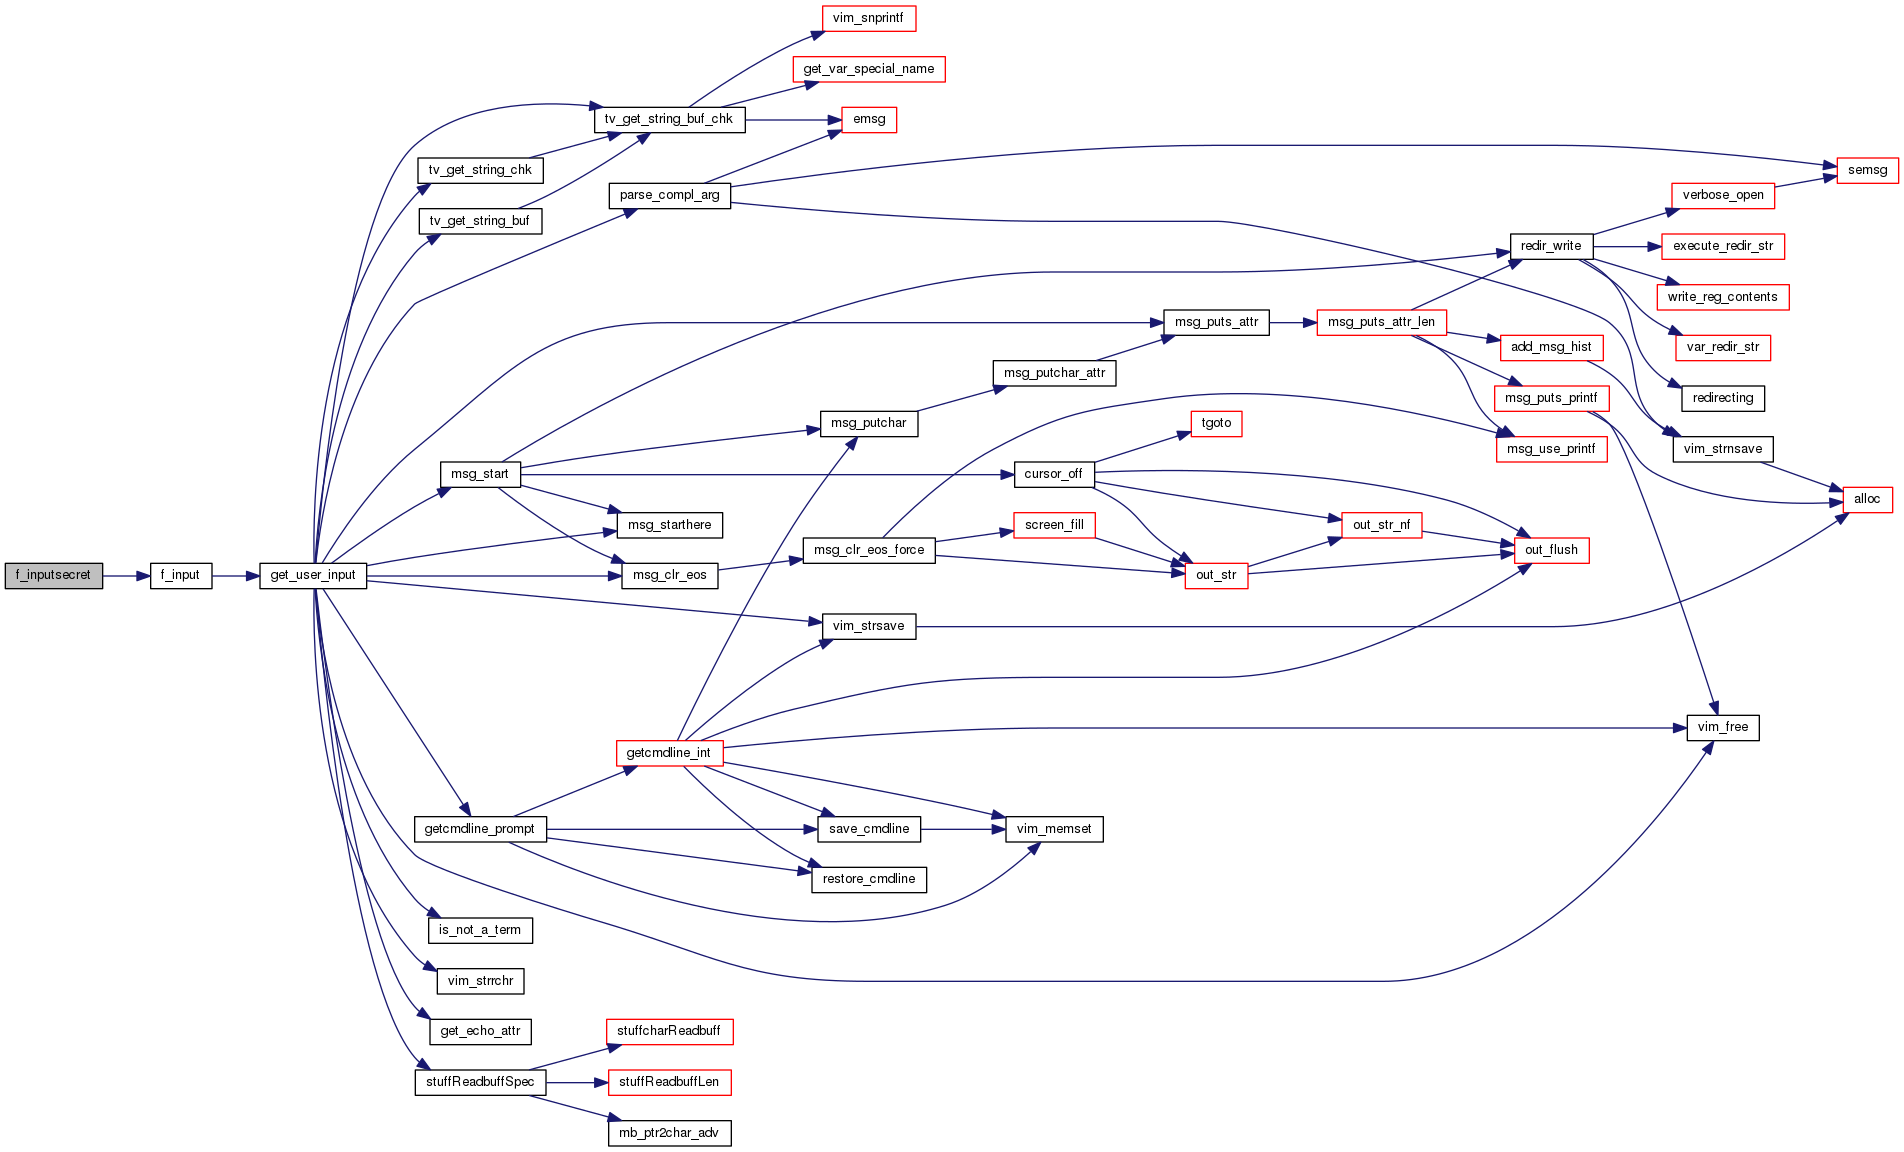 vim_snprintf
get_var_special_name
tv_get_string_buf_chk
emsg
tv_get_string_chk
semsg
parse_compl_arg
verbose_open
tv_get_string_buf
redir_write
execute_redir_str
write_reg_contents
msg_puts_attr
msg_puts_attr_len
add_msg_hist
var_redir_str
msg_putchar_attr
msg_puts_printf
redirecting
msg_putchar
tgoto
msg_use_printf
vim_strnsave
msg_start
cursor_off
alloc
msg_starthere
screen_fill
out_str_nf
msg_clr_eos_force
out_flush
f_inputsecret
f_input
get_user_input
msg_clr_eos
out_str
vim_strsave
vim_free
getcmdline_int
getcmdline_prompt
save_cmdline
vim_memset
restore_cmdline
is_not_a_term
vim_strrchr
get_echo_attr
stuffcharReadbuff
stuffReadbuffSpec
stuffReadbuffLen
mb_ptr2char_adv